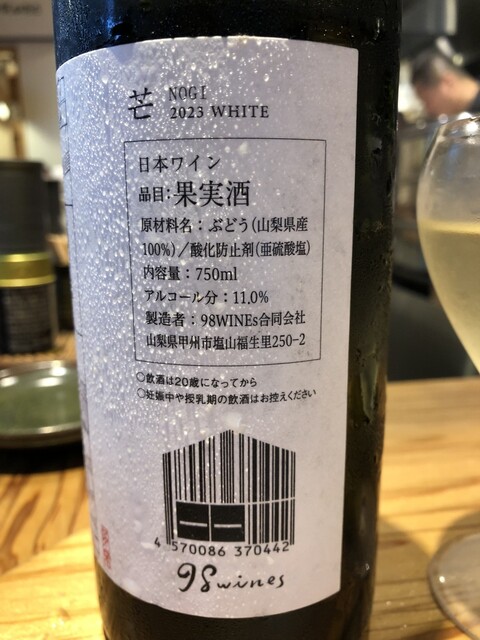 芒 NOGI
2023 WHITE
日本ワイン
品目:果実酒
原材料名:ぶどう(山梨県産
100%)/酸化防止剤(亜硫酸塩)
内容量:750ml
アルコール分:11.0%
製造者:98WINEs合同会社
山梨県甲州市塩山福生里250-2
○飲酒は20歳になってから
○妊娠中や授乳期の飲酒はお控えください
4 570086 370442
98wines